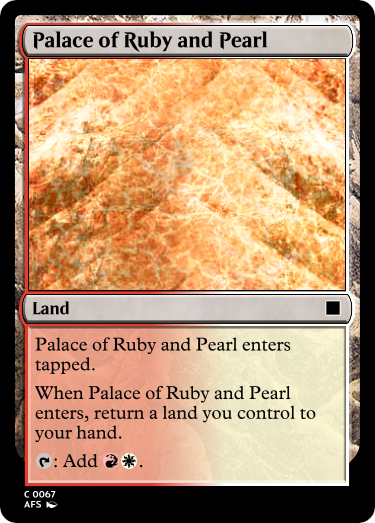 Palace of Ruby and Pearl
Land
Palace of Ruby and Pearl enters
tapped.
When Palace of Ruby and Pearl
enters, return a land you control to
your hand.
: Add .
C 0067
AFS